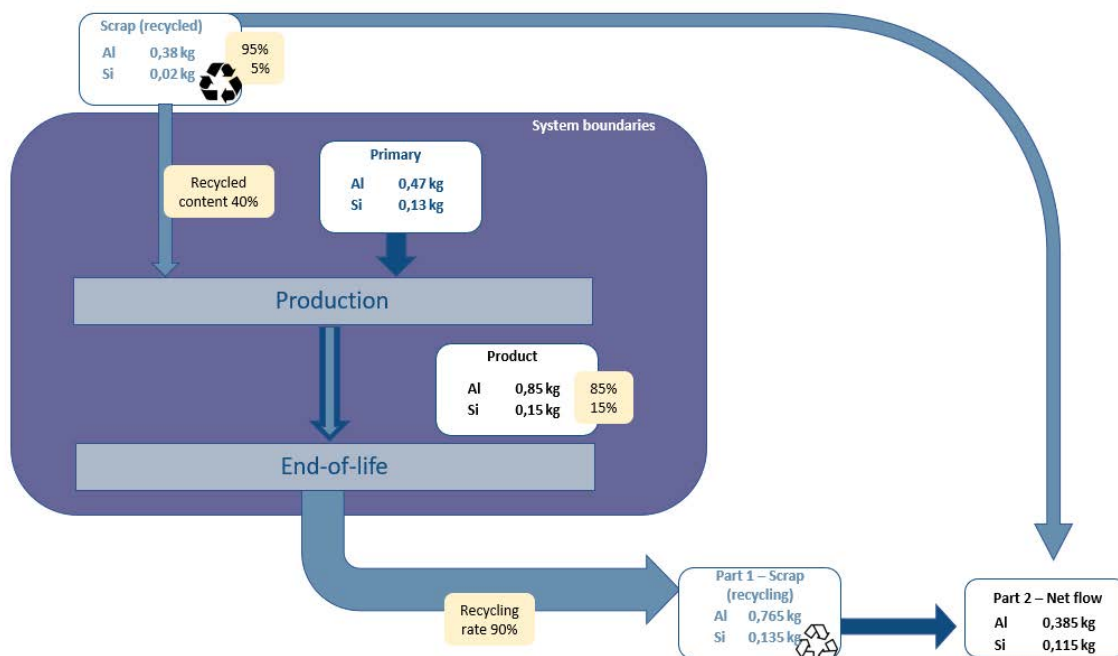 Scrap (recycled)
Al 0,38 kg
Si 0,02 kg
95%
5%
System boundaries
Primary
Al 0,47 kg
Si 0,13 kg
Recycled
content 40%
Production
Product
Al 0,85 kg
Si 0,15 kg
85%
15%
End-of-life
Recycling
rate 90%
Part 1 – Scrap
(recycling)
Al 0,765 kg
Si 0,135 kg
Part 2 – Net flow
Al 0,385 kg
Si 0,115 kg